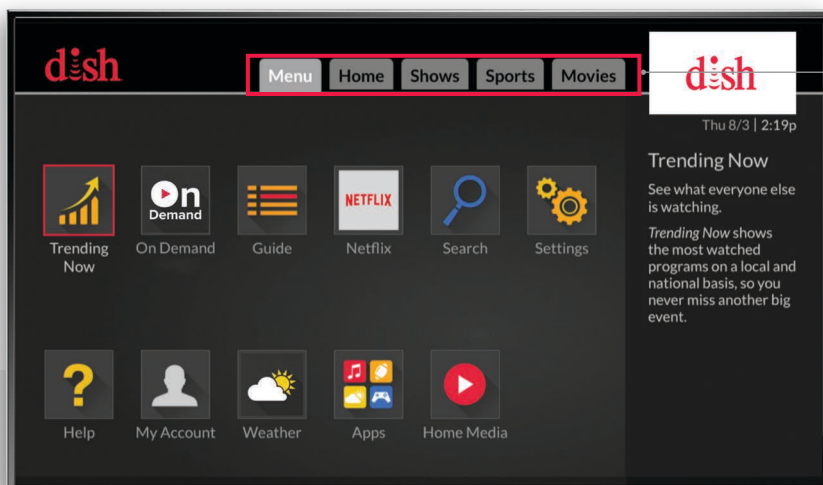 dish
Menu Home Shows Sports Movies
dish
Thu 8/3 | 2:19p
Trending Now
See what everyone else
is watching.
Trending Now shows
the most watched
programs on a local and
national basis, so you
never miss another big
event.
On
Demand
NETFLIX
Trending
Now
On Demand
Guide
Netflix
Search
Settings
?
Help
My Account
Weather
Apps
Home Media